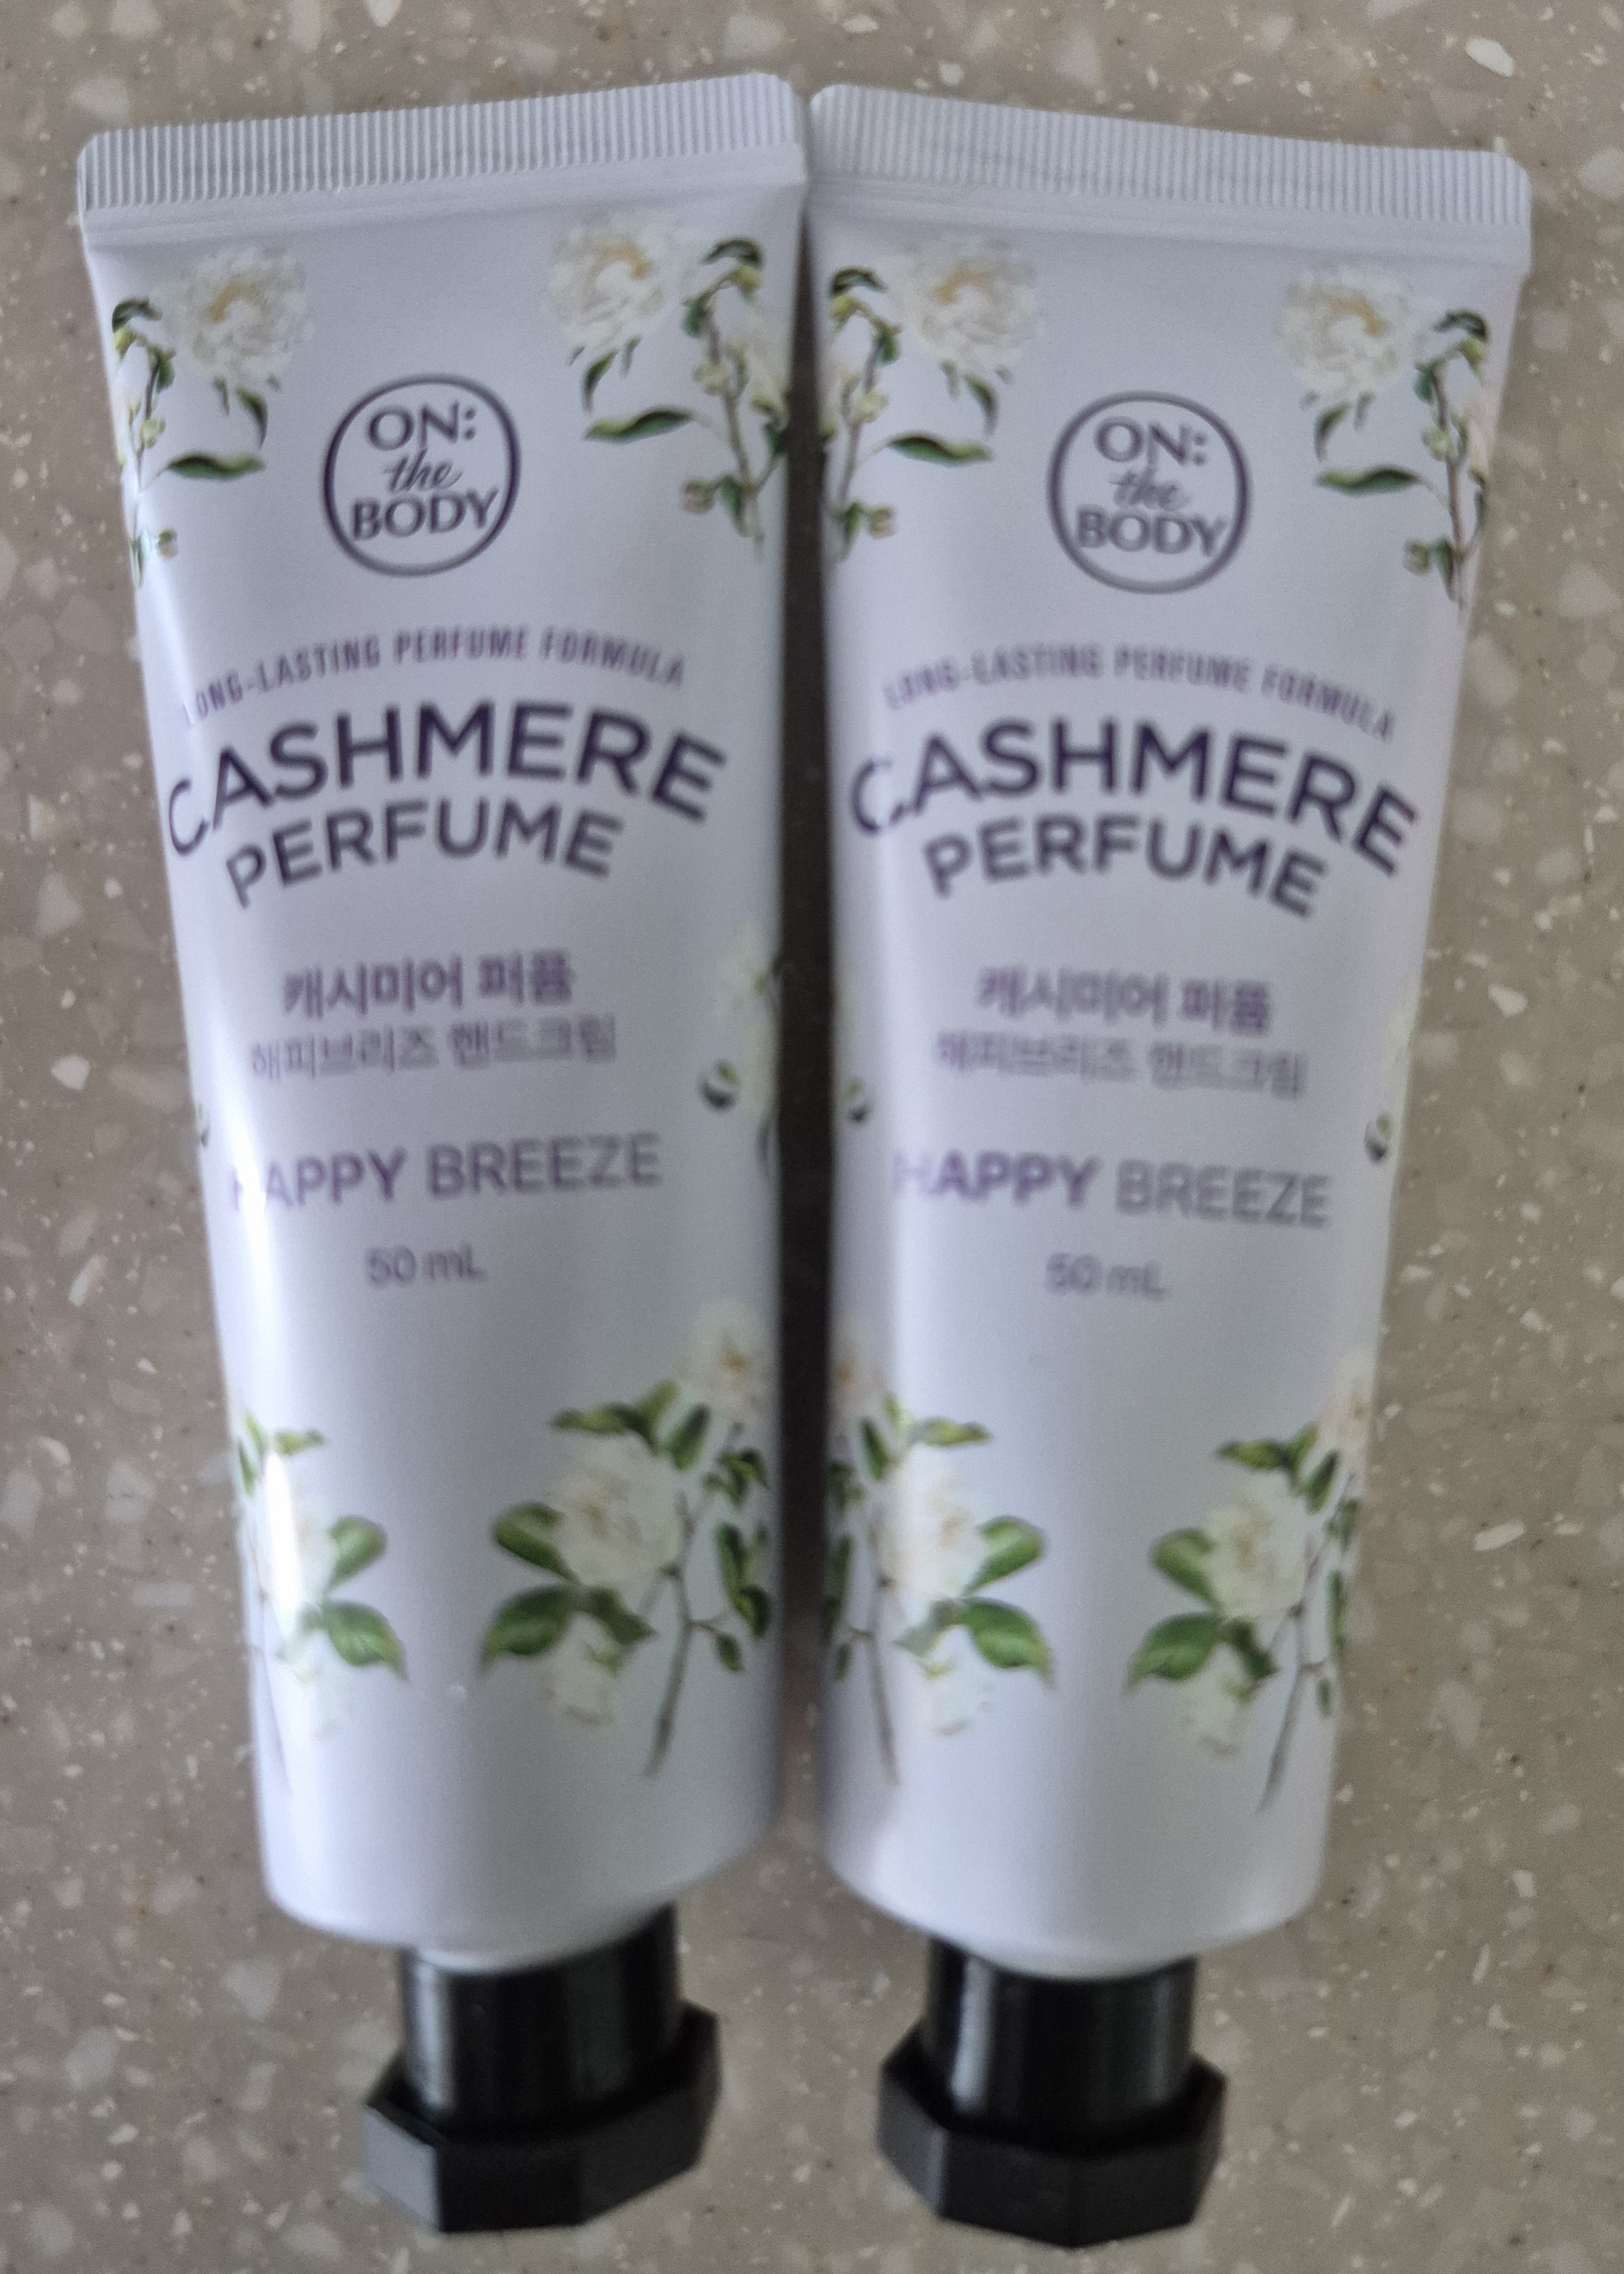 ON:
the
BODY
LONG-LASTING PERFUME FORMULA
CASHMERE
PERFUME
캐시미어 퍼퓸
해피브리즈 핸드크림
HAPPY BREEZE
50 mL
ON:
the
BODY
LONG-LASTING PERFUME FORMULA
CASHMERE
PERFUME
캐시미어 퍼퓸
해피브리즈 핸드크림
HAPPY BREEZE
50 mL